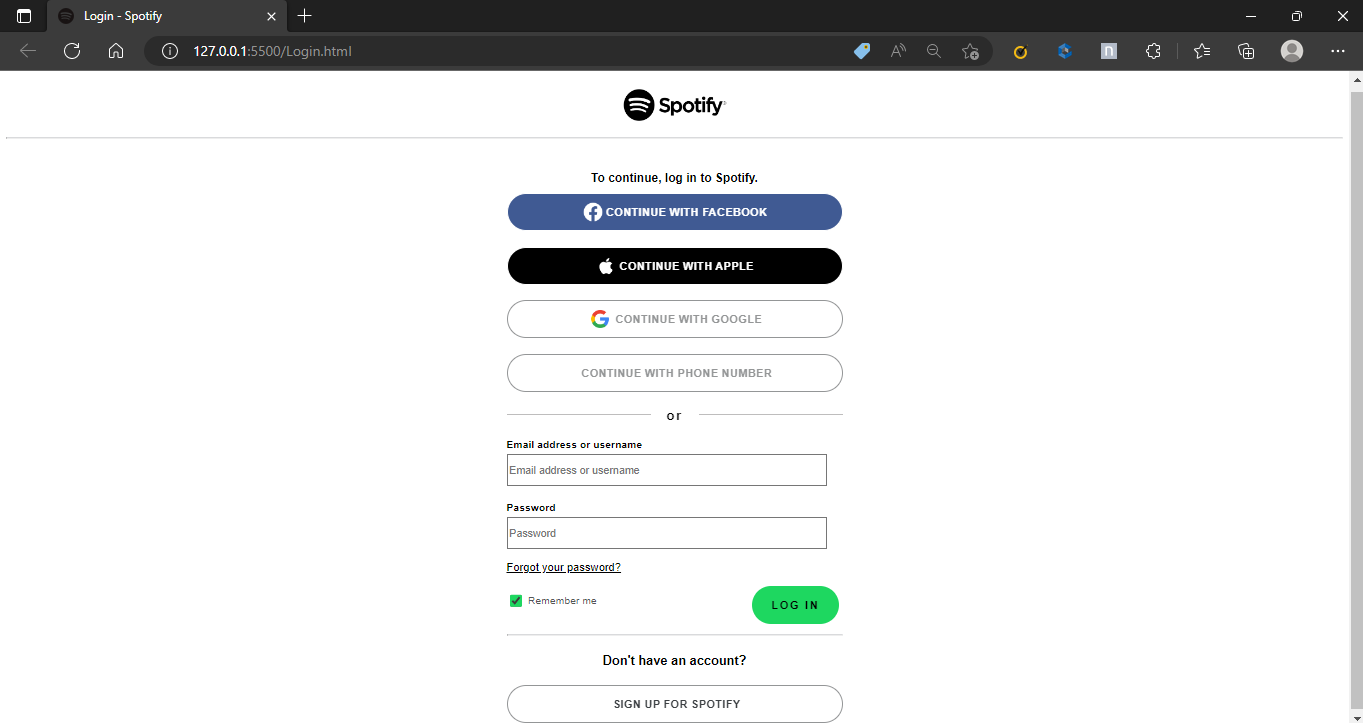 Login - Spotify
127.0.0.1:5500/Login.html
Spotify
To continue, log in to Spotify.
CONTINUE WITH FACEBOOK
CONTINUE WITH APPLE
CONTINUE WITH GOOGLE
CONTINUE WITH PHONE NUMBER
or
Email address or username
Email address or username
Password
Password
Forgot your password?
Remember me
LOG IN
Don't have an account?
SIGN UP FOR SPOTIFY